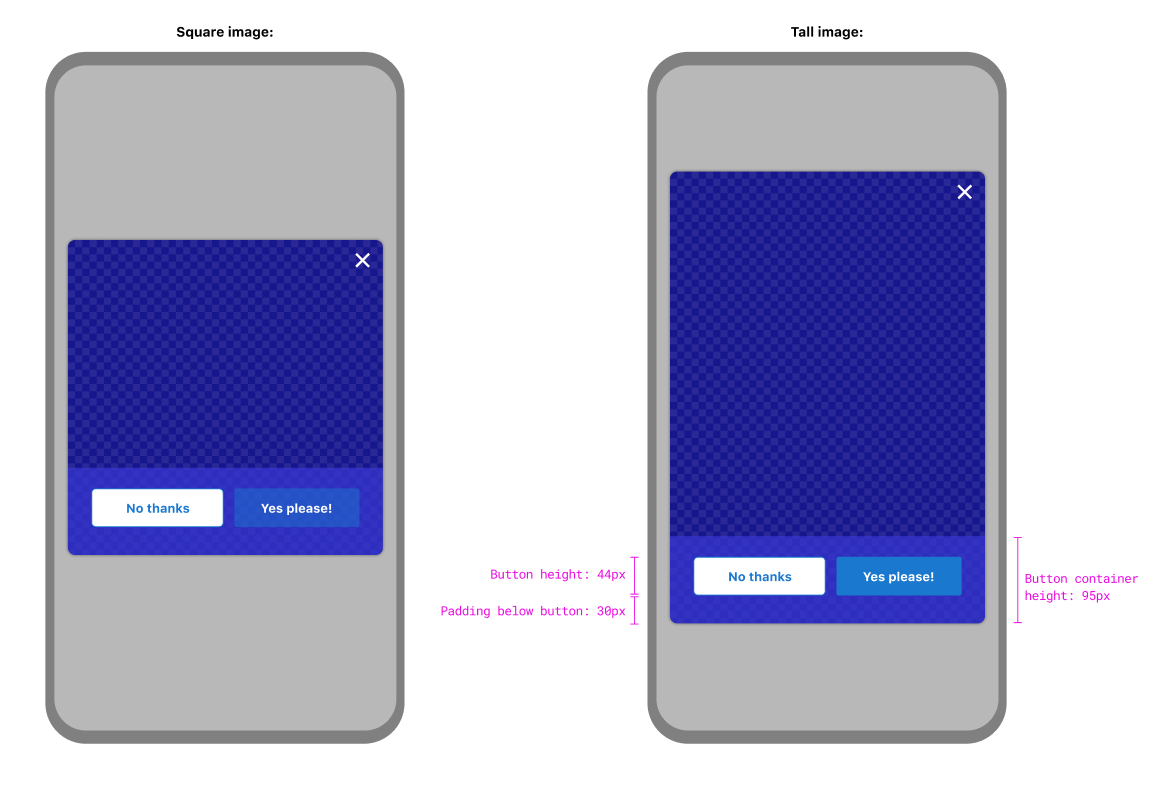 Square image:
Tall image:
No thanks
Yes please!
No thanks
Yes please!
Button height: 44px
Padding below button: 30px
Button container
height: 95px